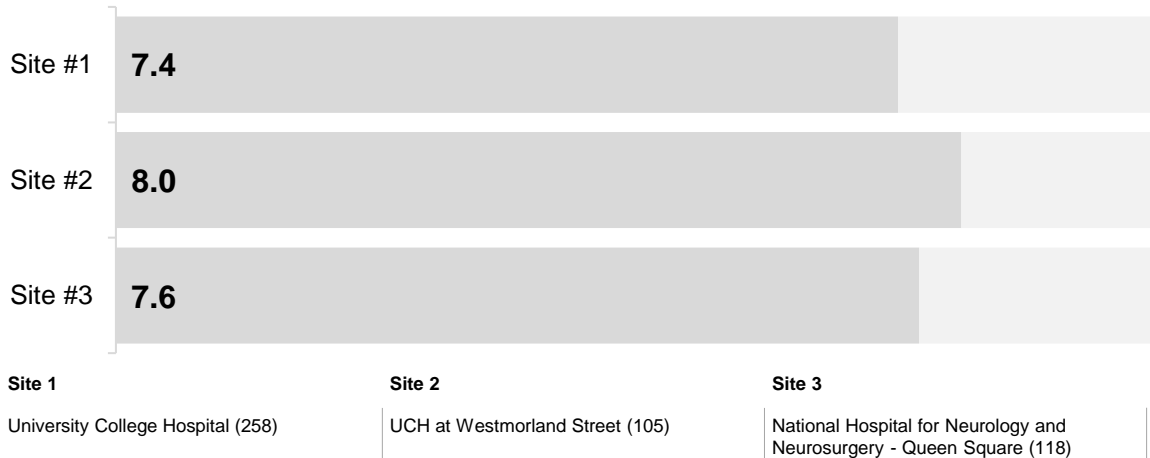 Site #1
7.4
Site #2
8.0
Site #3
7.6
Site 1
Site 2
Site 3
University College Hospital (258)
UCH at Westmorland Street (105)
National Hospital for Neurology and
Neurosurgery - Queen Square (118)